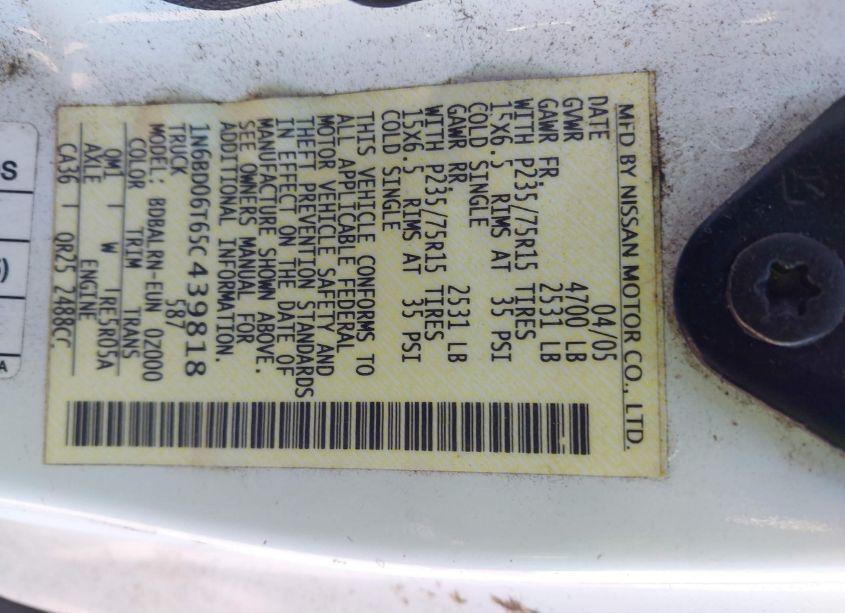 MFD BY NISSAN MOTOR CO., LTD.
DATE 04/05
GVWR 4700 LB
GAWR FR. 2531 LB
WITH P235/75R15 TIRES
15X6.5 RIMS AT 35 PSI
COLD SINGLE
GAWR RR. 2531 LB
WITH P235/75R15 TIRES
15X6.5 RIMS AT 35 PSI
COLD SINGLE
THIS VEHICLE CONFORMS TO
ALL APPLICABLE FEDERAL
MOTOR VEHICLE SAFETY AND
THEFT PREVENTION STANDARDS
IN EFFECT ON THE DATE OF
MANUFACTURE SHOWN ABOVE.
SEE OWNERS MANUAL FOR
ADDITIONAL INFORMATION.
1N6BD06T65C439818
TRUCK 587
MODEL: BDBALRN-EUN 0Z000
COLOR TRIM TRANS
QM1 I W IRE5R05A
AXLE ENGINE
CA36 I QR25 2488CC